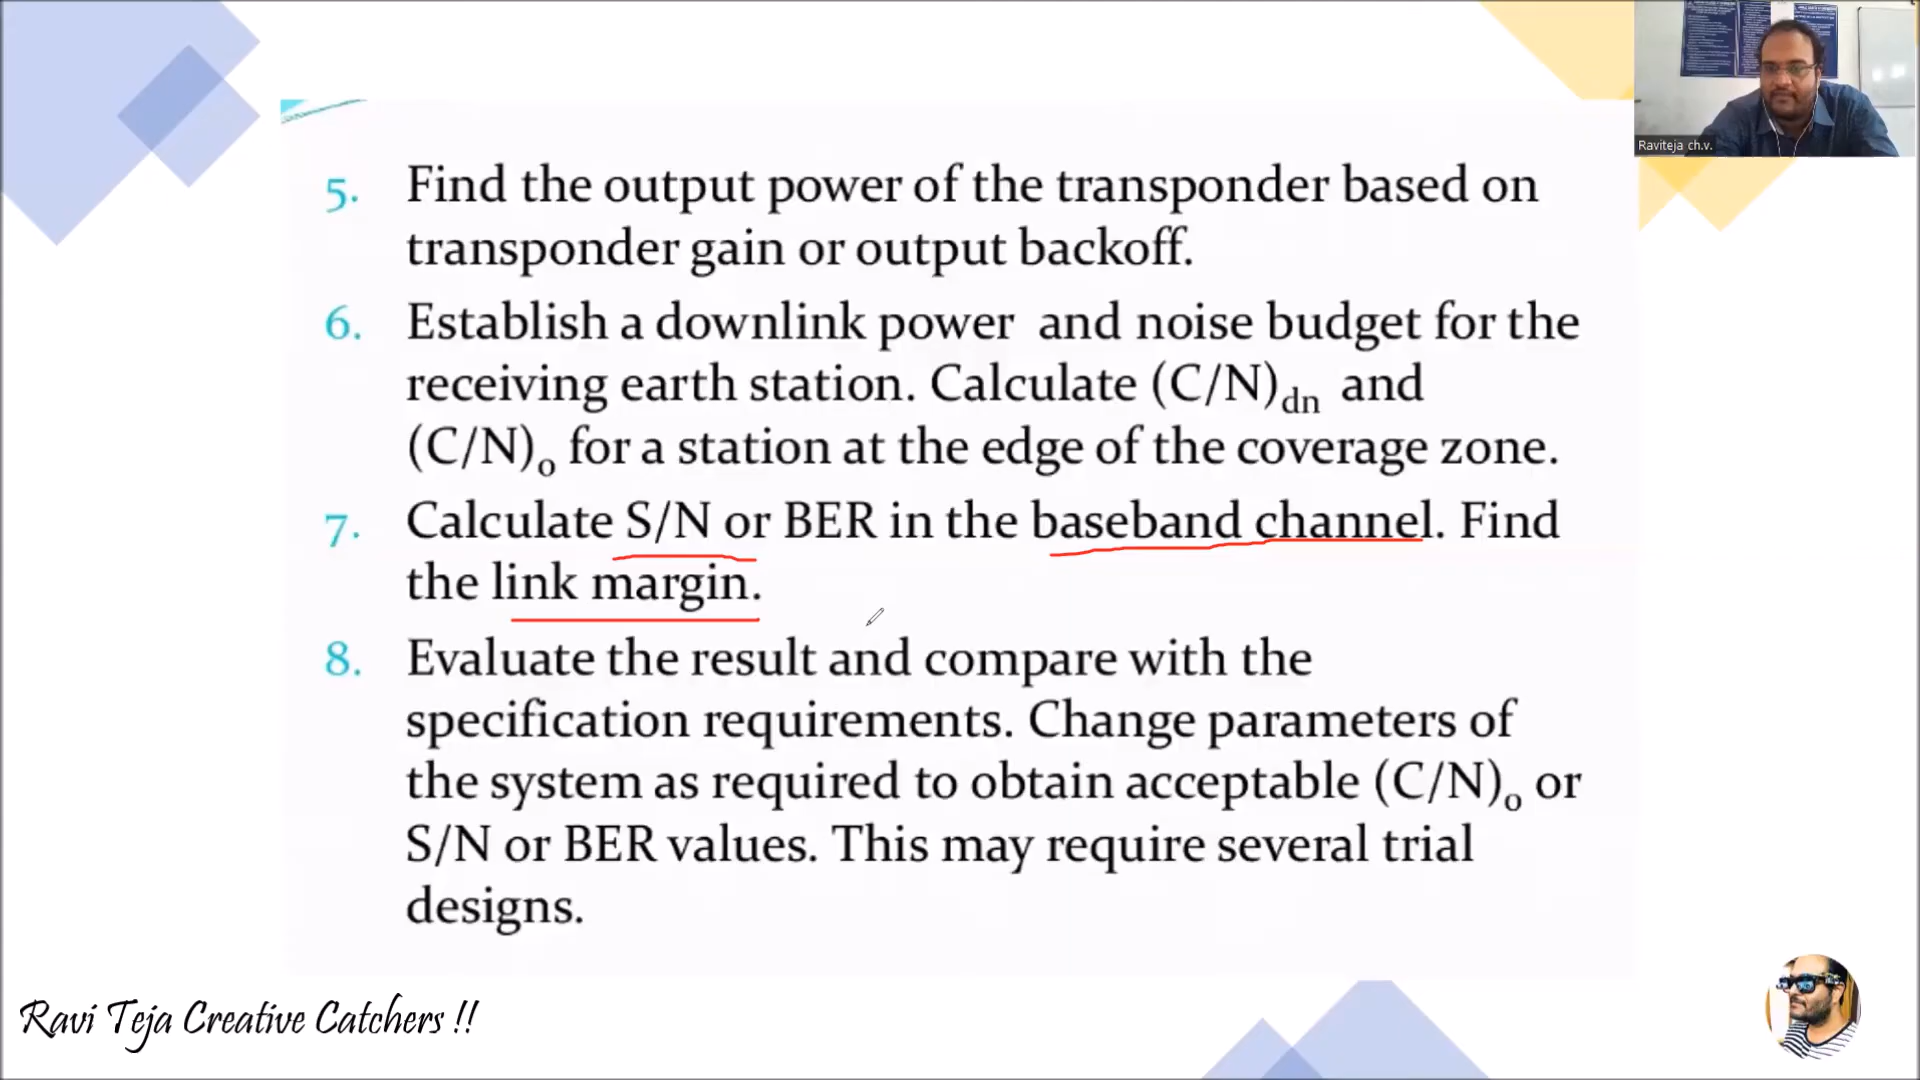 Raviteja ch.v.
5. Find the output power of the transponder based on
transponder gain or output backoff.
6. Establish a downlink power and noise budget for the
receiving earth station. Calculate (C/N)dn and
(C/N)o for a station at the edge of the coverage zone.
7. Calculate S/N or BER in the baseband channel. Find
the link margin.
8. Evaluate the result and compare with the
specification requirements. Change parameters of
the system as required to obtain acceptable (C/N)o or
S/N or BER values. This may require several trial
designs.
Ravi Teja Creative Catchers !!